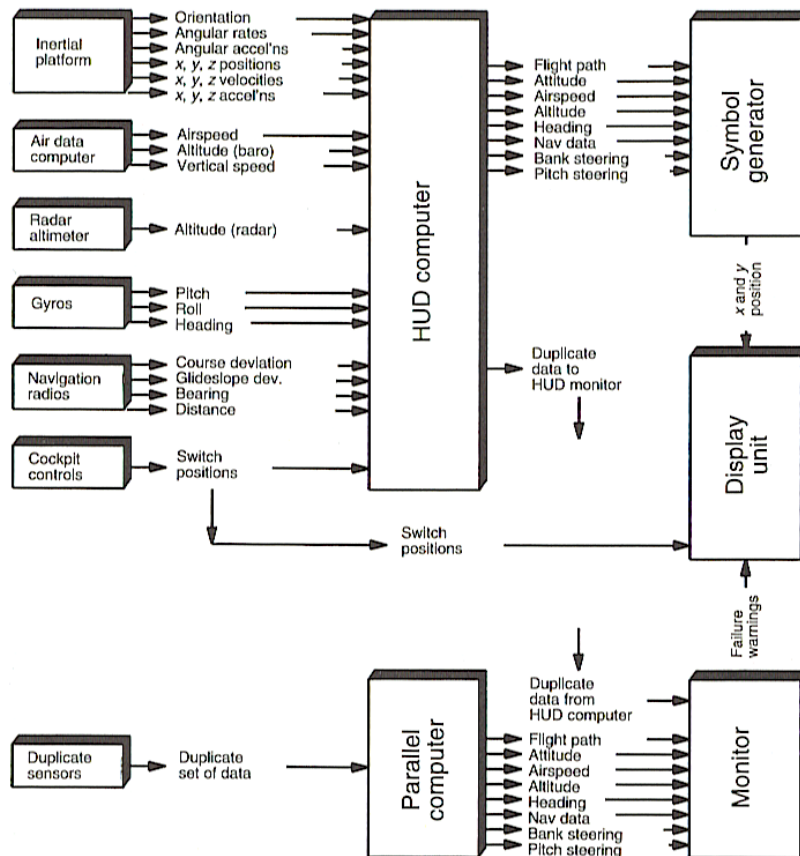 Inertial
platform
Orientation
Angular rates
Angular accel'ns
x, y, z positions
x, y, z velocities
x, y, z accel'ns
Air data
computer
Airspeed
Altitude (baro)
Vertical speed
Radar
altimeter
Altitude (radar)
Gyros
Pitch
Roll
Heading
Navigation
radios
Course deviation
Glideslope dev.
Bearing
Distance
Cockpit
controls
Switch
positions
HUD computer
Flight path
Attitude
Airspeed
Altitude
Heading
Nav data
Bank steering
Pitch steering
Symbol
generator
x and y
position
Duplicate
data to
HUD monitor
Display
unit
Switch
positions
Failure
warnings
Duplicate
sensors
Duplicate
set of data
Parallel
computer
Duplicate
data from
HUD computer
Flight path
Attitude
Airspeed
Altitude
Heading
Nav data
Bank steering
Pitch steering
Monitor